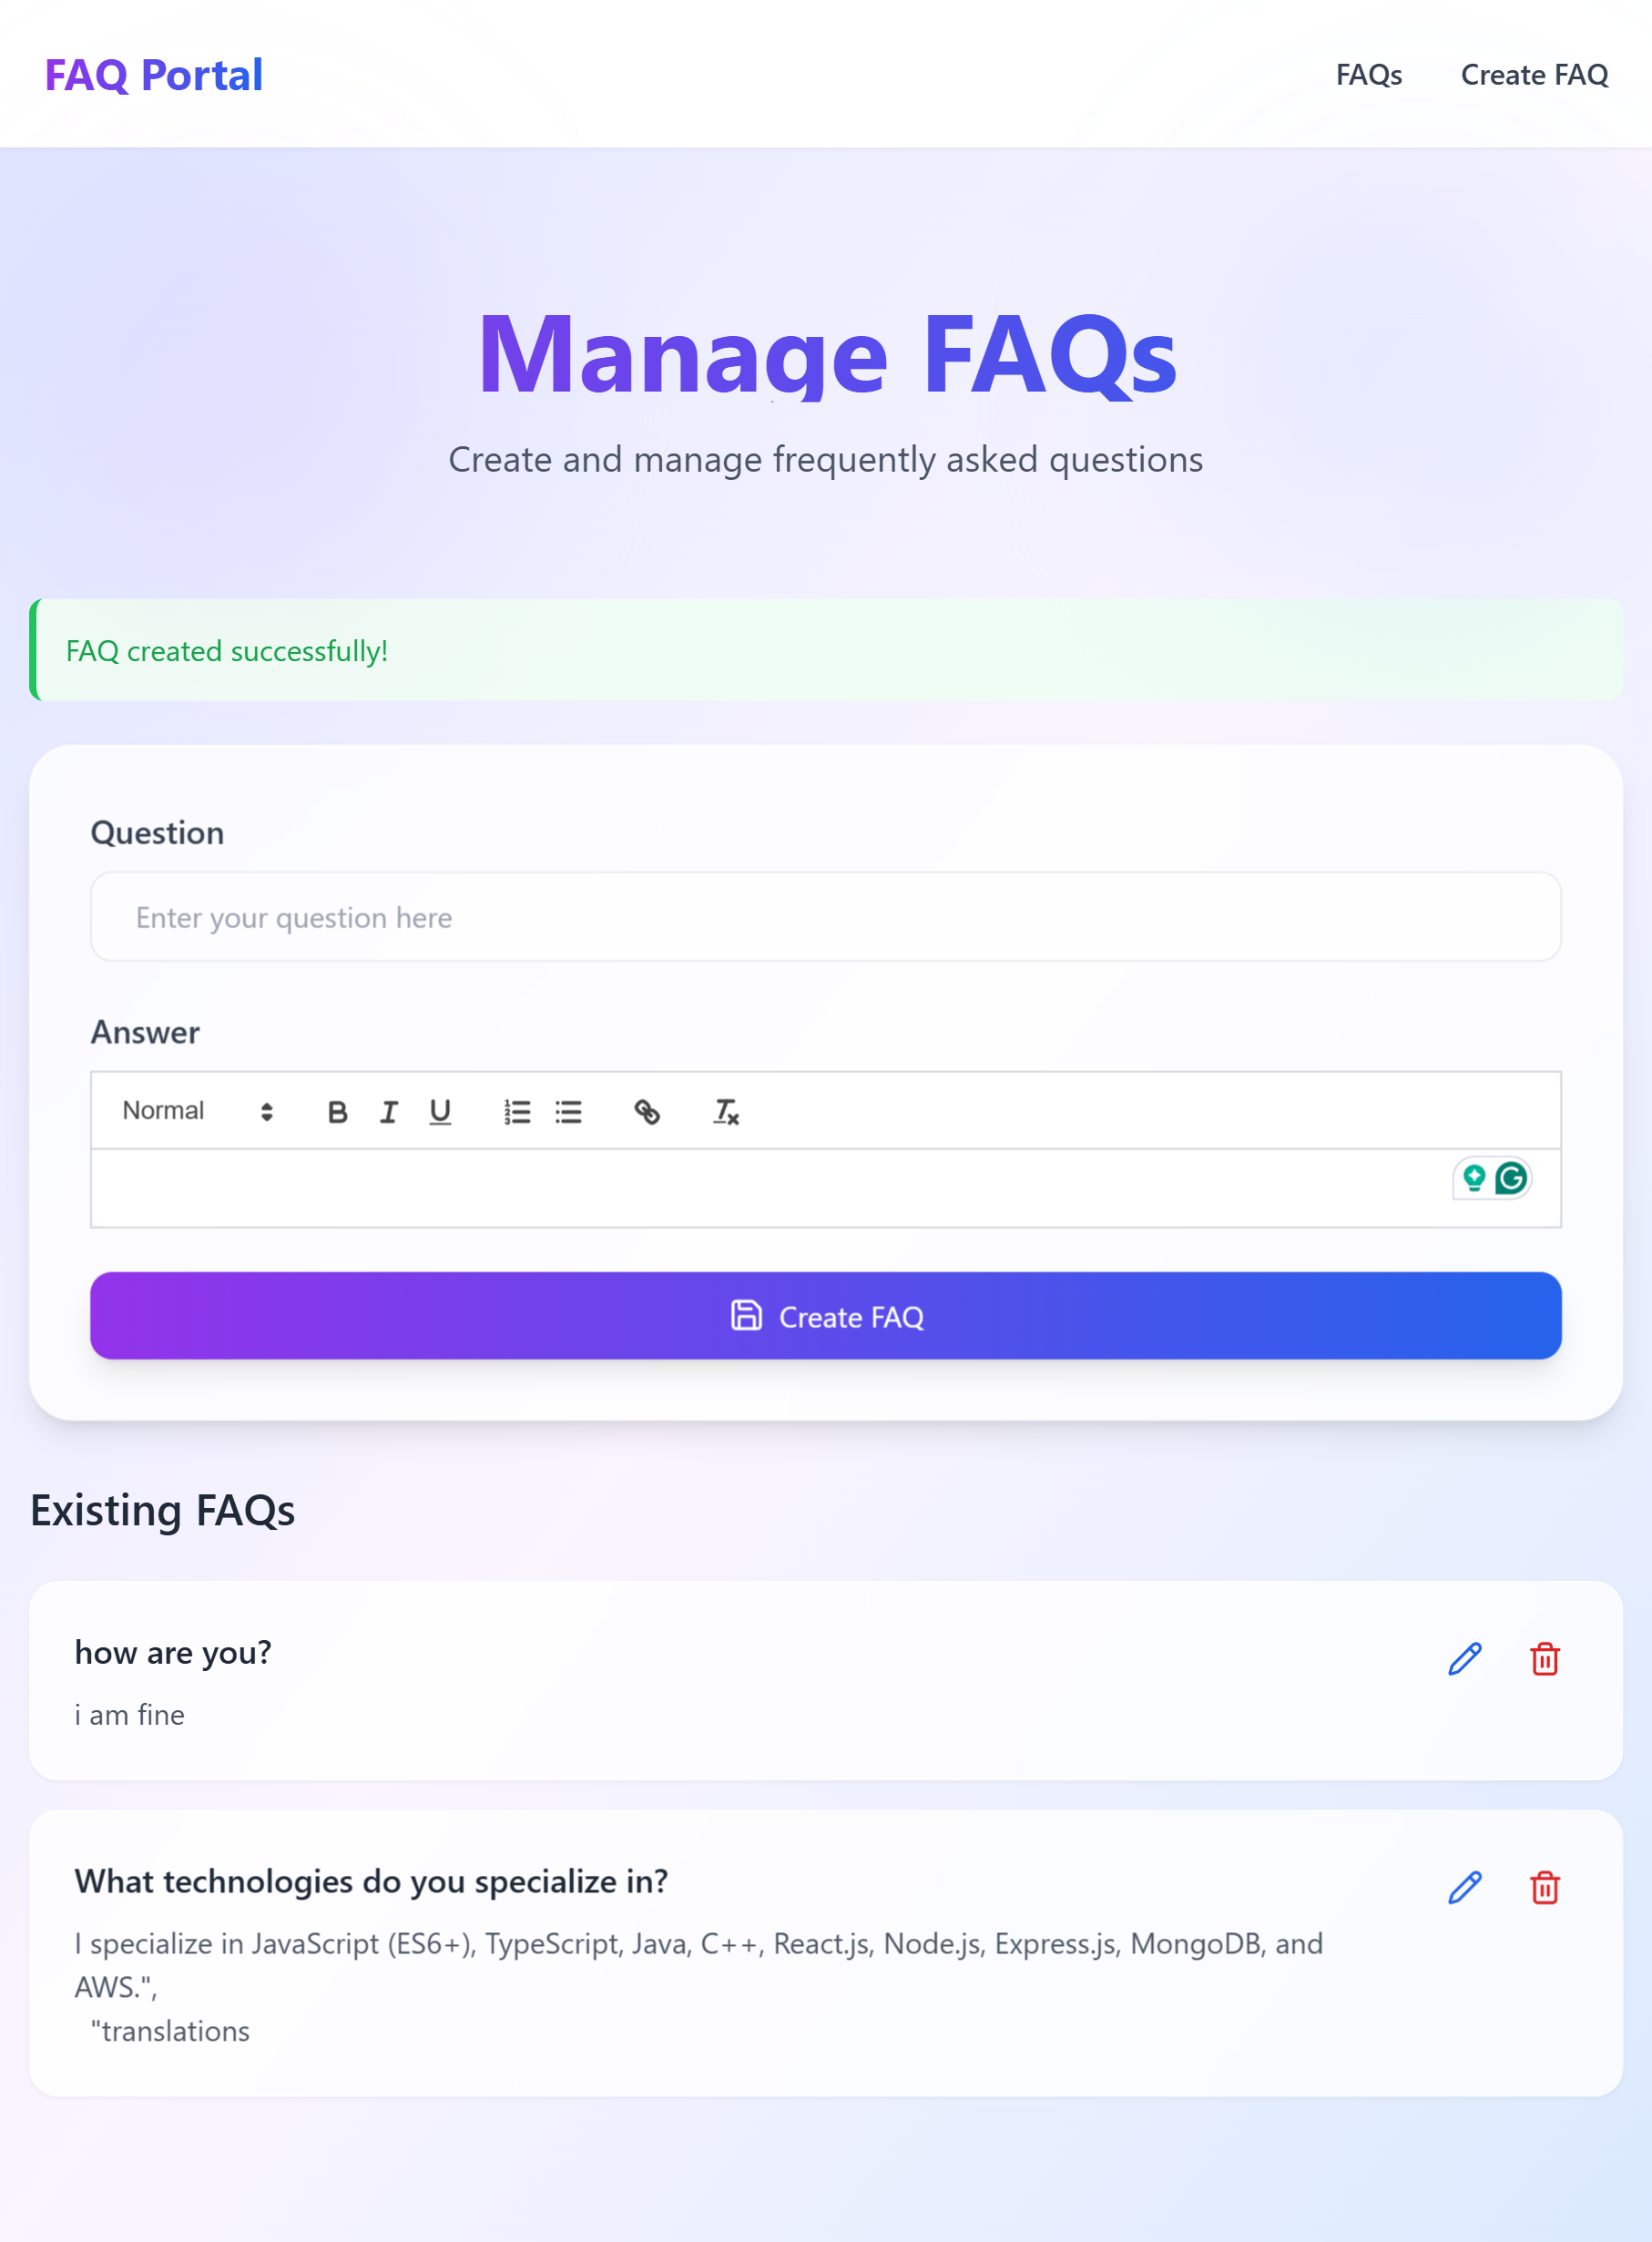 FAQ Portal
FAQs
Create FAQ
Manage FAQs
Create and manage frequently asked questions
FAQ created successfully!
Question
Enter your question here
Answer
Normal
Create FAQ
Existing FAQs
how are you?
i am fine
What technologies do you specialize in?
I specialize in JavaScript (ES6+), TypeScript, Java, C++, React.js, Node.js, Express.js, MongoDB, and
AWS.",
"translations